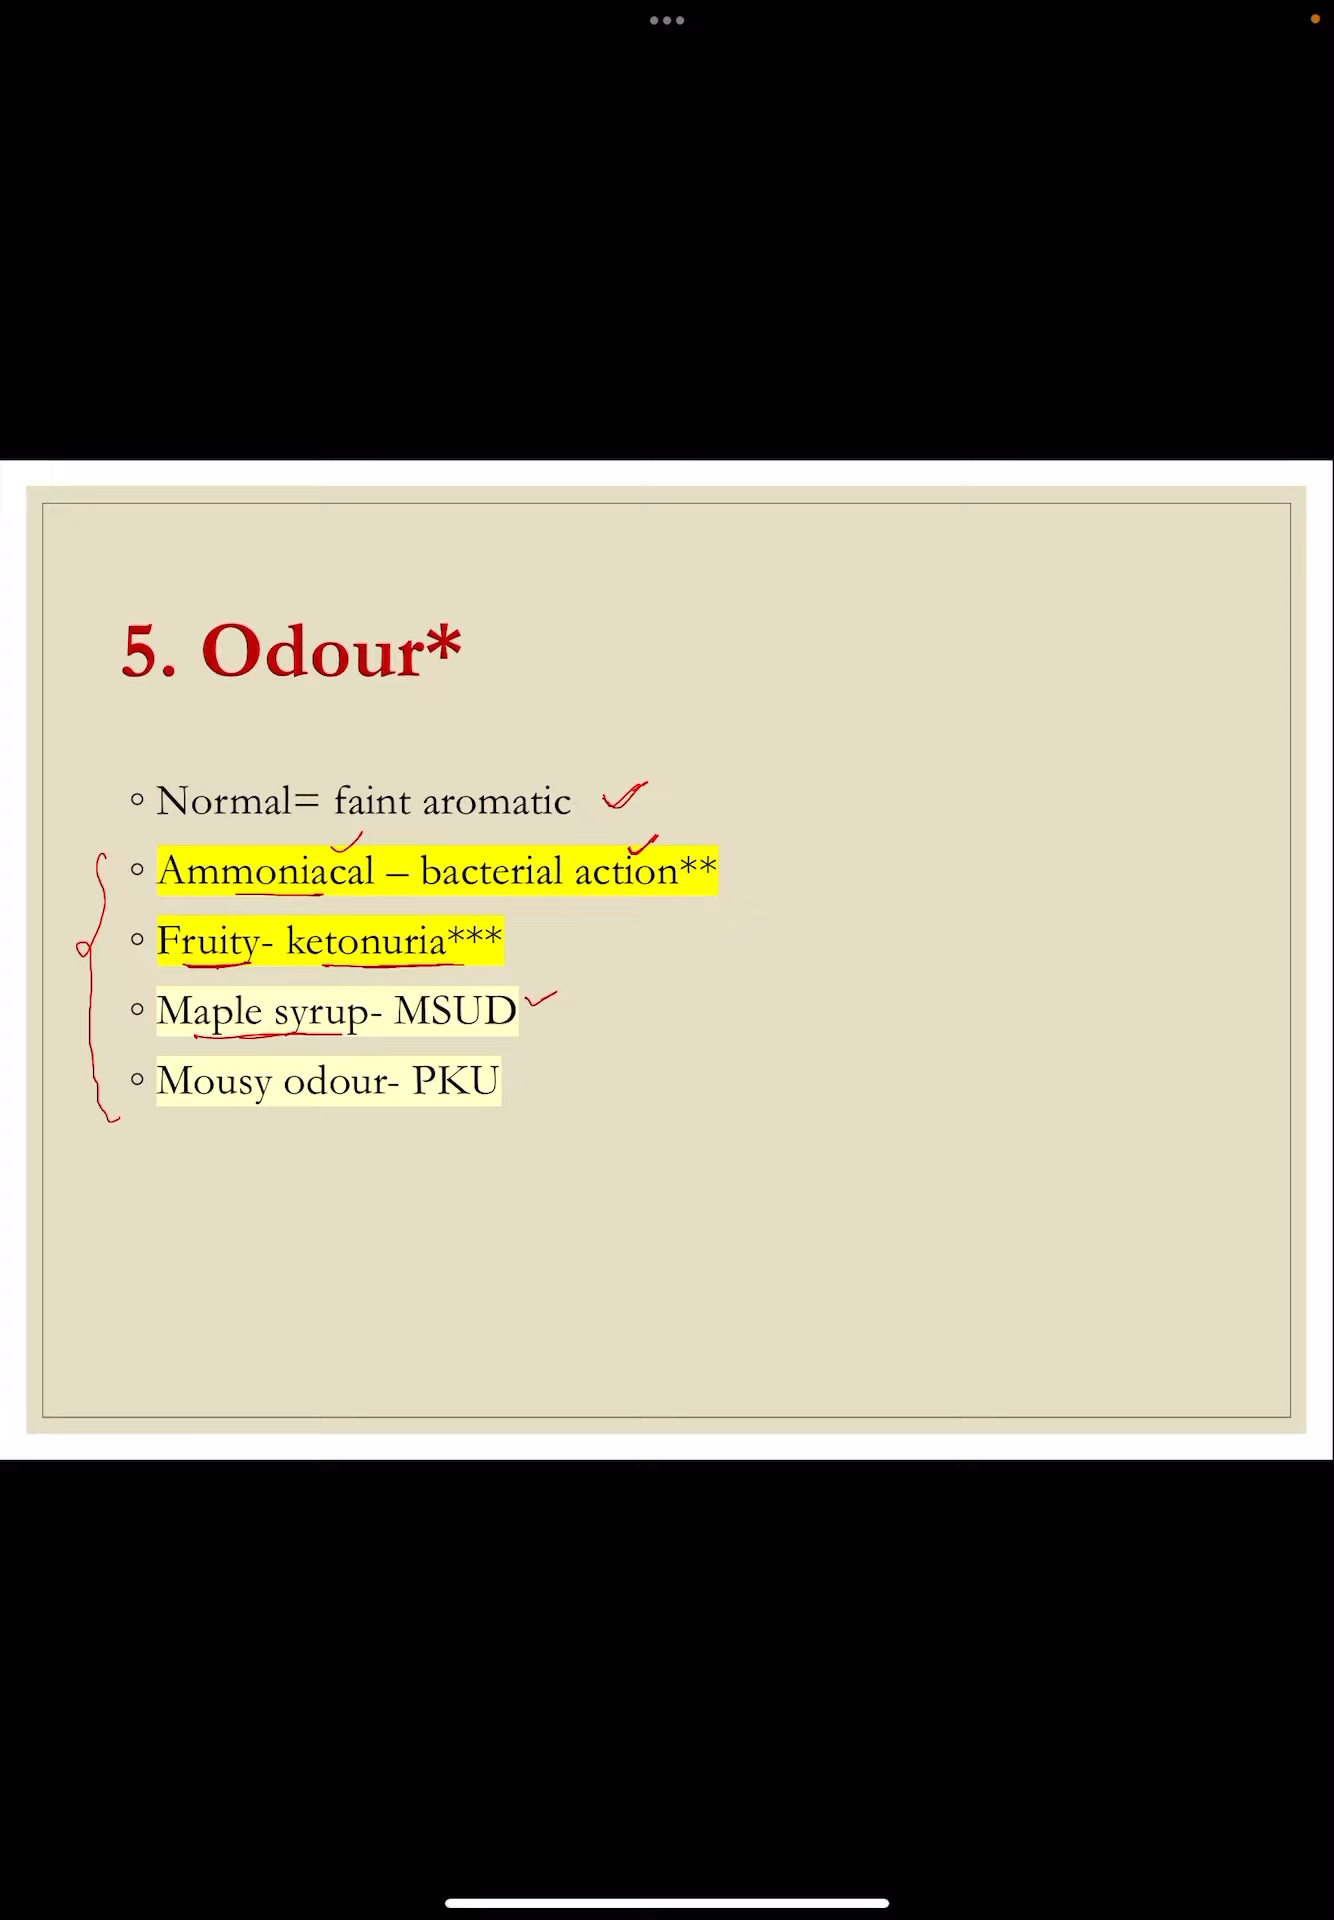 5. Odour*
Normal= faint aromatic
Ammoniacal – bacterial action**
Fruity- ketonuria***
Maple syrup- MSUD
Mousy odour- PKU